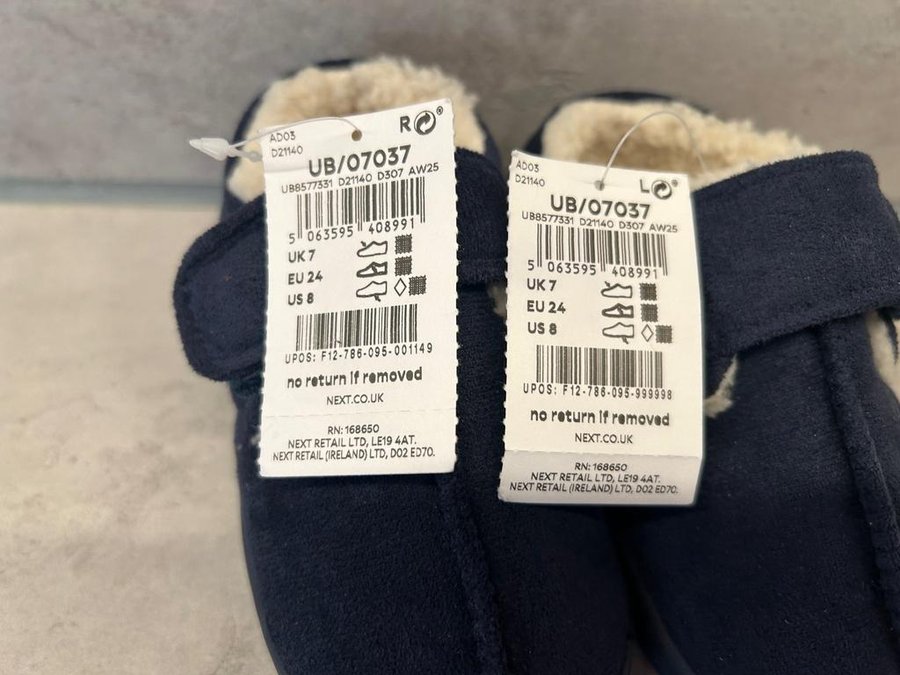 AD03
D21140
R ®
UB/07037
UB8577331 D21140 D307 AW25
5 063595 408991
UK 7
EU 24
US 8
UPOS: F12-786-095-001149
no return if removed
NEXT.CO.UK
RN: 168650
NEXT RETAIL LTD, LE19 4AT.
NEXT RETAIL (IRELAND) LTD, D02 ED70.
AD03
D21140
L ®
UB/07037
UB8577331 D21140 D307 AW25
5 063595 408991
UK 7
EU 24
US 8
UPOS: F12-786-095-999998
no return if removed
NEXT.CO.UK
RN: 168650
NEXT RETAIL LTD, LE19 4AT.
NEXT RETAIL (IRELAND) LTD, D02 ED70.